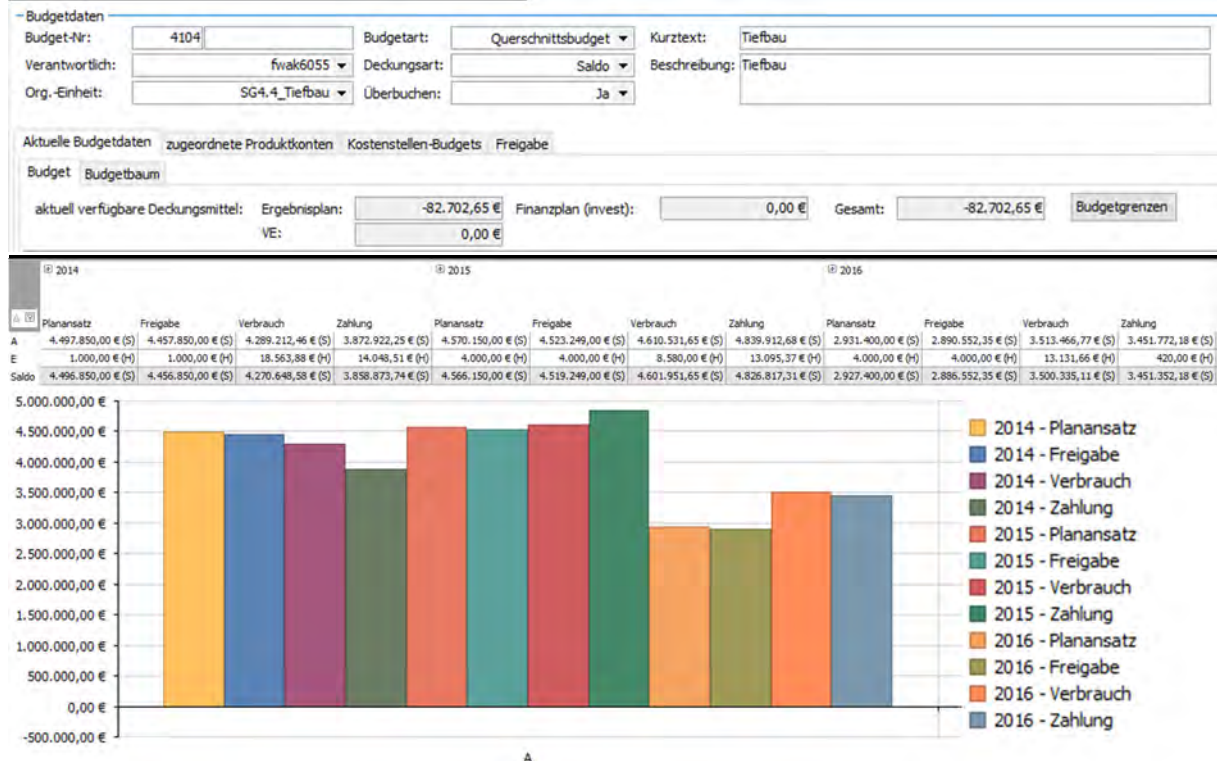 Budgetdaten
Budget-Nr: 4104 Budgetart: Querschnittsbudget Kurztext: Tiefbau
Verantwortlich: fwak6055 Deckungsart: Saldo Beschreibung: Tiefbau
Org.-Einheit: SG4.4_Tiefbau Überbuchen: Ja
Aktuelle Budgetdaten zugeordnete Produktkonten Kostenstellen-Budgets Freigabe
Budget Budgetbaum
aktuell verfügbare Deckungsmittel: Ergebnisplan: -82.702,65 € Finanzplan (invest): 0,00 € Gesamt: -82.702,65 € Budgetgrenzen
VE: 0,00 €
2014 2015 2016
Planansatz Freigabe Verbrauch Zahlung Planansatz Freigabe Verbrauch Zahlung Planansatz Freigabe Verbrauch Zahlung
A 4.497.850,00 € (S) 4.457.850,00 € (S) 4.289.212,46 € (S) 3.872.922,25 € (S) 4.570.150,00 € (S) 4.523.249,00 € (S) 4.610.531,65 € (S) 4.839.912,68 € (S) 2.931.400,00 € (S) 2.890.552,35 € (S) 3.513.466,77 € (S) 3.451.772,18 € (S)
E 1.000,00 € (H) 1.000,00 € (H) 18.563,88 € (H) 14.048,51 € (H) 4.000,00 € (H) 4.000,00 € (H) 8.580,00 € (H) 13.095,37 € (H) 4.000,00 € (H) 4.000,00 € (H) 13.131,66 € (H) 420,00 € (H)
Saldo 4.496.850,00 € (S) 4.456.850,00 € (S) 4.270.648,58 € (S) 3.858.873,74 € (S) 4.566.150,00 € (S) 4.519.249,00 € (S) 4.601.951,65 € (S) 4.826.817,31 € (S) 2.927.400,00 € (S) 2.886.552,35 € (S) 3.500.335,11 € (S) 3.451.352,18 € (S)
5.000.000,00 €
4.500.000,00 €
4.000.000,00 €
3.500.000,00 €
3.000.000,00 €
2.500.000,00 €
2.000.000,00 €
1.500.000,00 €
1.000.000,00 €
500.000,00 €
0,00 €
-500.000,00 €
A
2014 - Planansatz
2014 - Freigabe
2014 - Verbrauch
2014 - Zahlung
2015 - Planansatz
2015 - Freigabe
2015 - Verbrauch
2015 - Zahlung
2016 - Planansatz
2016 - Freigabe
2016 - Verbrauch
2016 - Zahlung